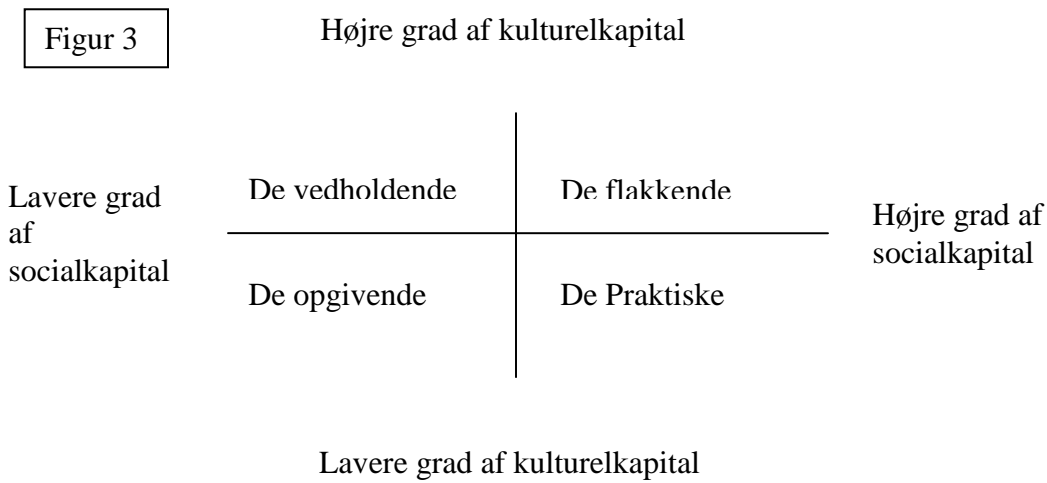 Figur 3
Højre grad af kulturelkapital
Lavere grad
af
socialkapital
De vedholdende
De flakkende
Højre grad af
socialkapital
De opgivende
De Praktiske
Lavere grad af kulturelkapital